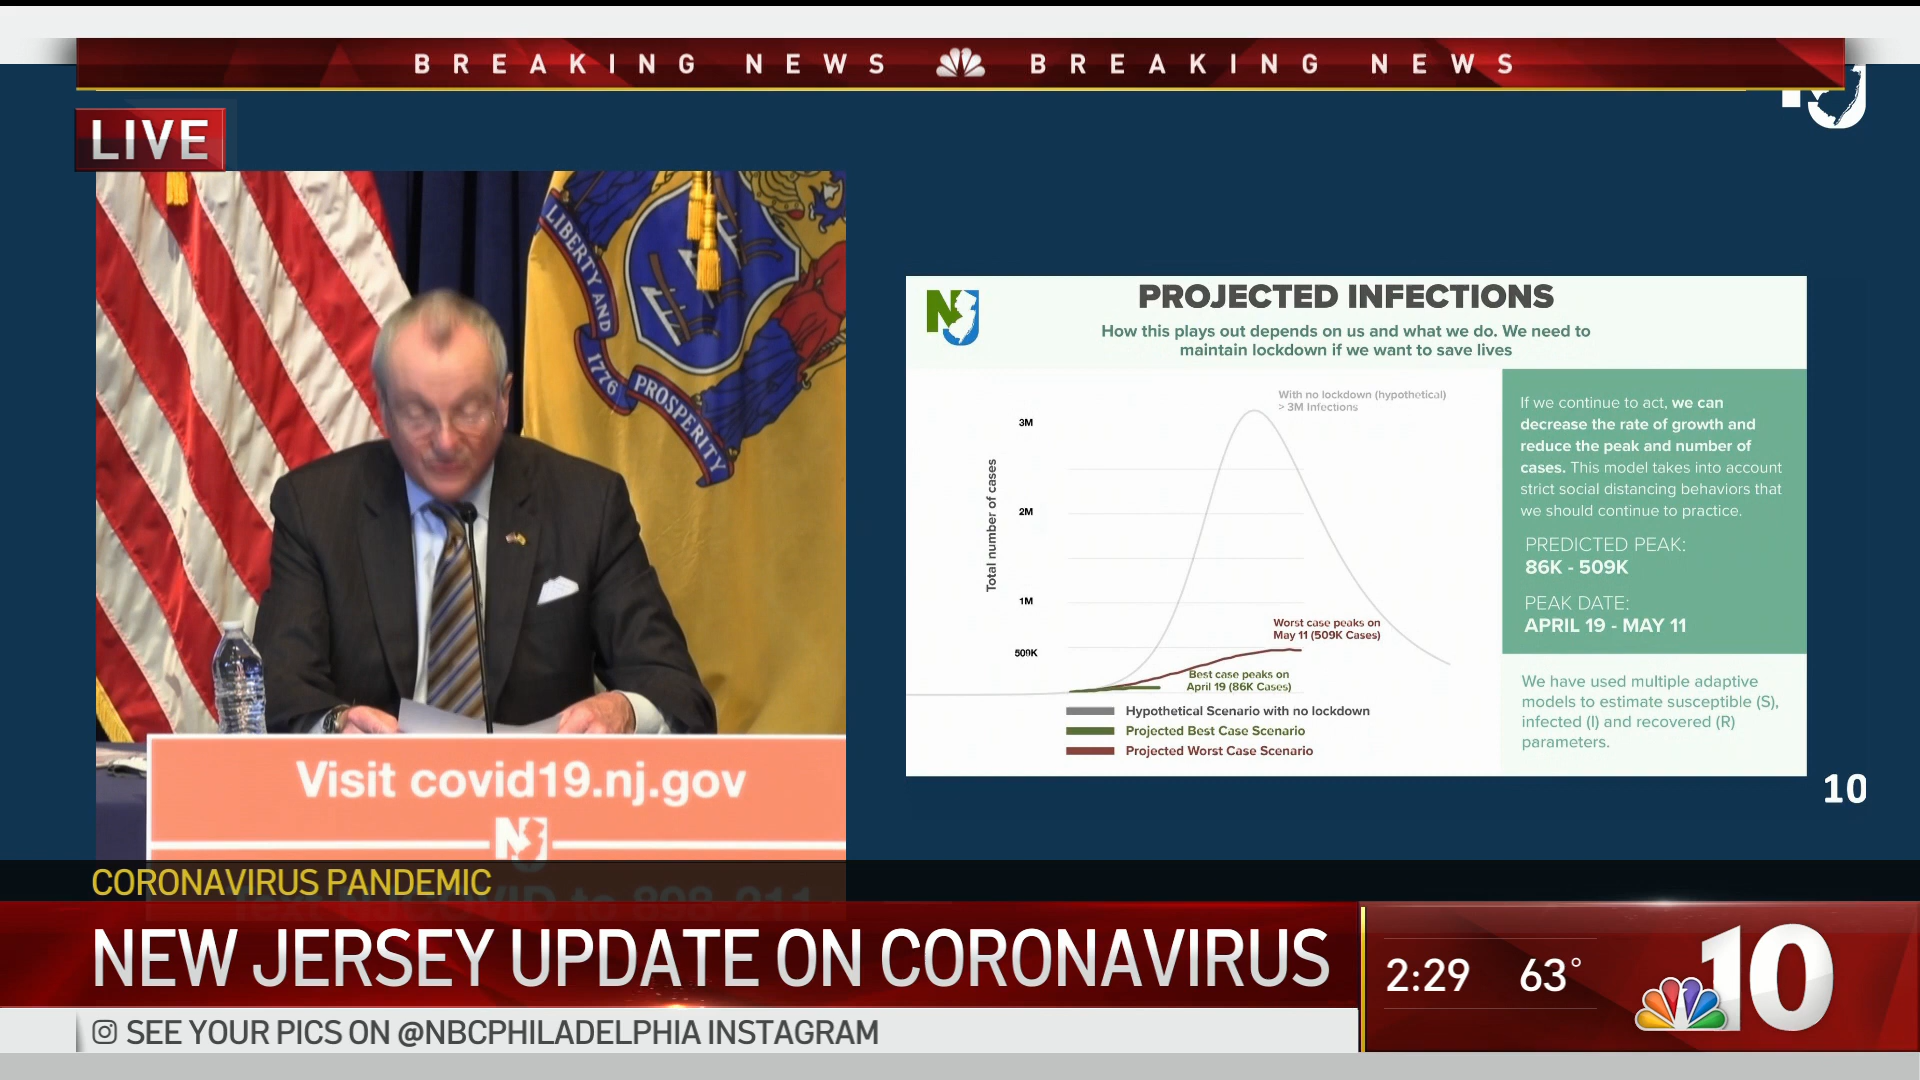 BREAKING NEWS BREAKING NEWS
LIVE
LIBERTY AND
1776
PROSPERITY
NJ
PROJECTED INFECTIONS
How this plays out depends on us and what we do. We need to
maintain lockdown if we want to save lives
With no lockdown (hypothetical)
> 3M Infections
3M
2M
1M
509K
Total number of cases
Worst case peaks on
May 11 (509K Cases)
Best case peaks on
April 19 (86K Cases)
Hypothetical Scenario with no lockdown
Projected Best Case Scenario
Projected Worst Case Scenario
If we continue to act, we can
decrease the rate of growth and
reduce the peak and number of
cases. This model takes into account
strict social distancing behaviors that
we should continue to practice.
PREDICTED PEAK:
86K - 509K
PEAK DATE:
APRIL 19 - MAY 11
We have used multiple adaptive
models to estimate susceptible (S),
infected (I) and recovered (R)
parameters.
10
Visit covid19.nj.gov
NJ
CORONAVIRUS PANDEMIC
NEW JERSEY UPDATE ON CORONAVIRUS
2:29 63°
10
SEE YOUR PICS ON @NBCPHILADELPHIA INSTAGRAM